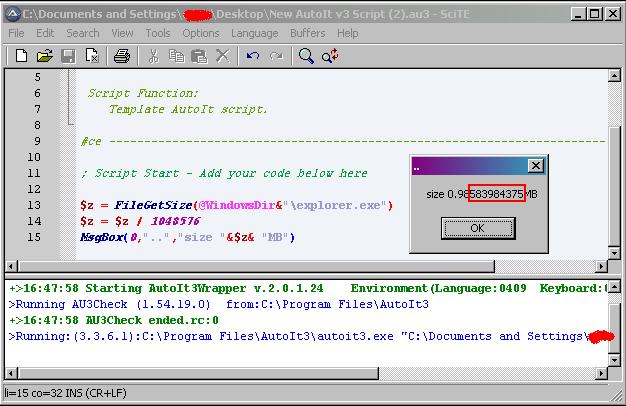 C:\Documents and Settings\ \Desktop\New AutoIt v3 Script (2).au3 - SciTE
File Edit Search View Tools Options Language Buffers Help
5
6 Script Function:
7 Template AutoIt script.
8
9 #ce --------------------------------------------------------------------
10
11 ; Script Start - Add your code below here
12
13 $z = FileGetSize(@WindowsDir&"\explorer.exe")
14 $z = $z / 1048576
15 MsgBox(0,"..","size "&$z& "MB")
..
size 0.98583984375MB
OK
+>16:47:58 Starting AutoIt3Wrapper v.2.0.1.24 Environment(Language:0409 Keyboard:0
>Running AU3Check (1.54.19.0) from:C:\Program Files\AutoIt3
+>16:47:58 AU3Check ended.rc:0
>Running:(3.3.6.1):C:\Program Files\AutoIt3\autoit3.exe "C:\Documents and Settings\
li=15 co=32 INS (CR+LF)